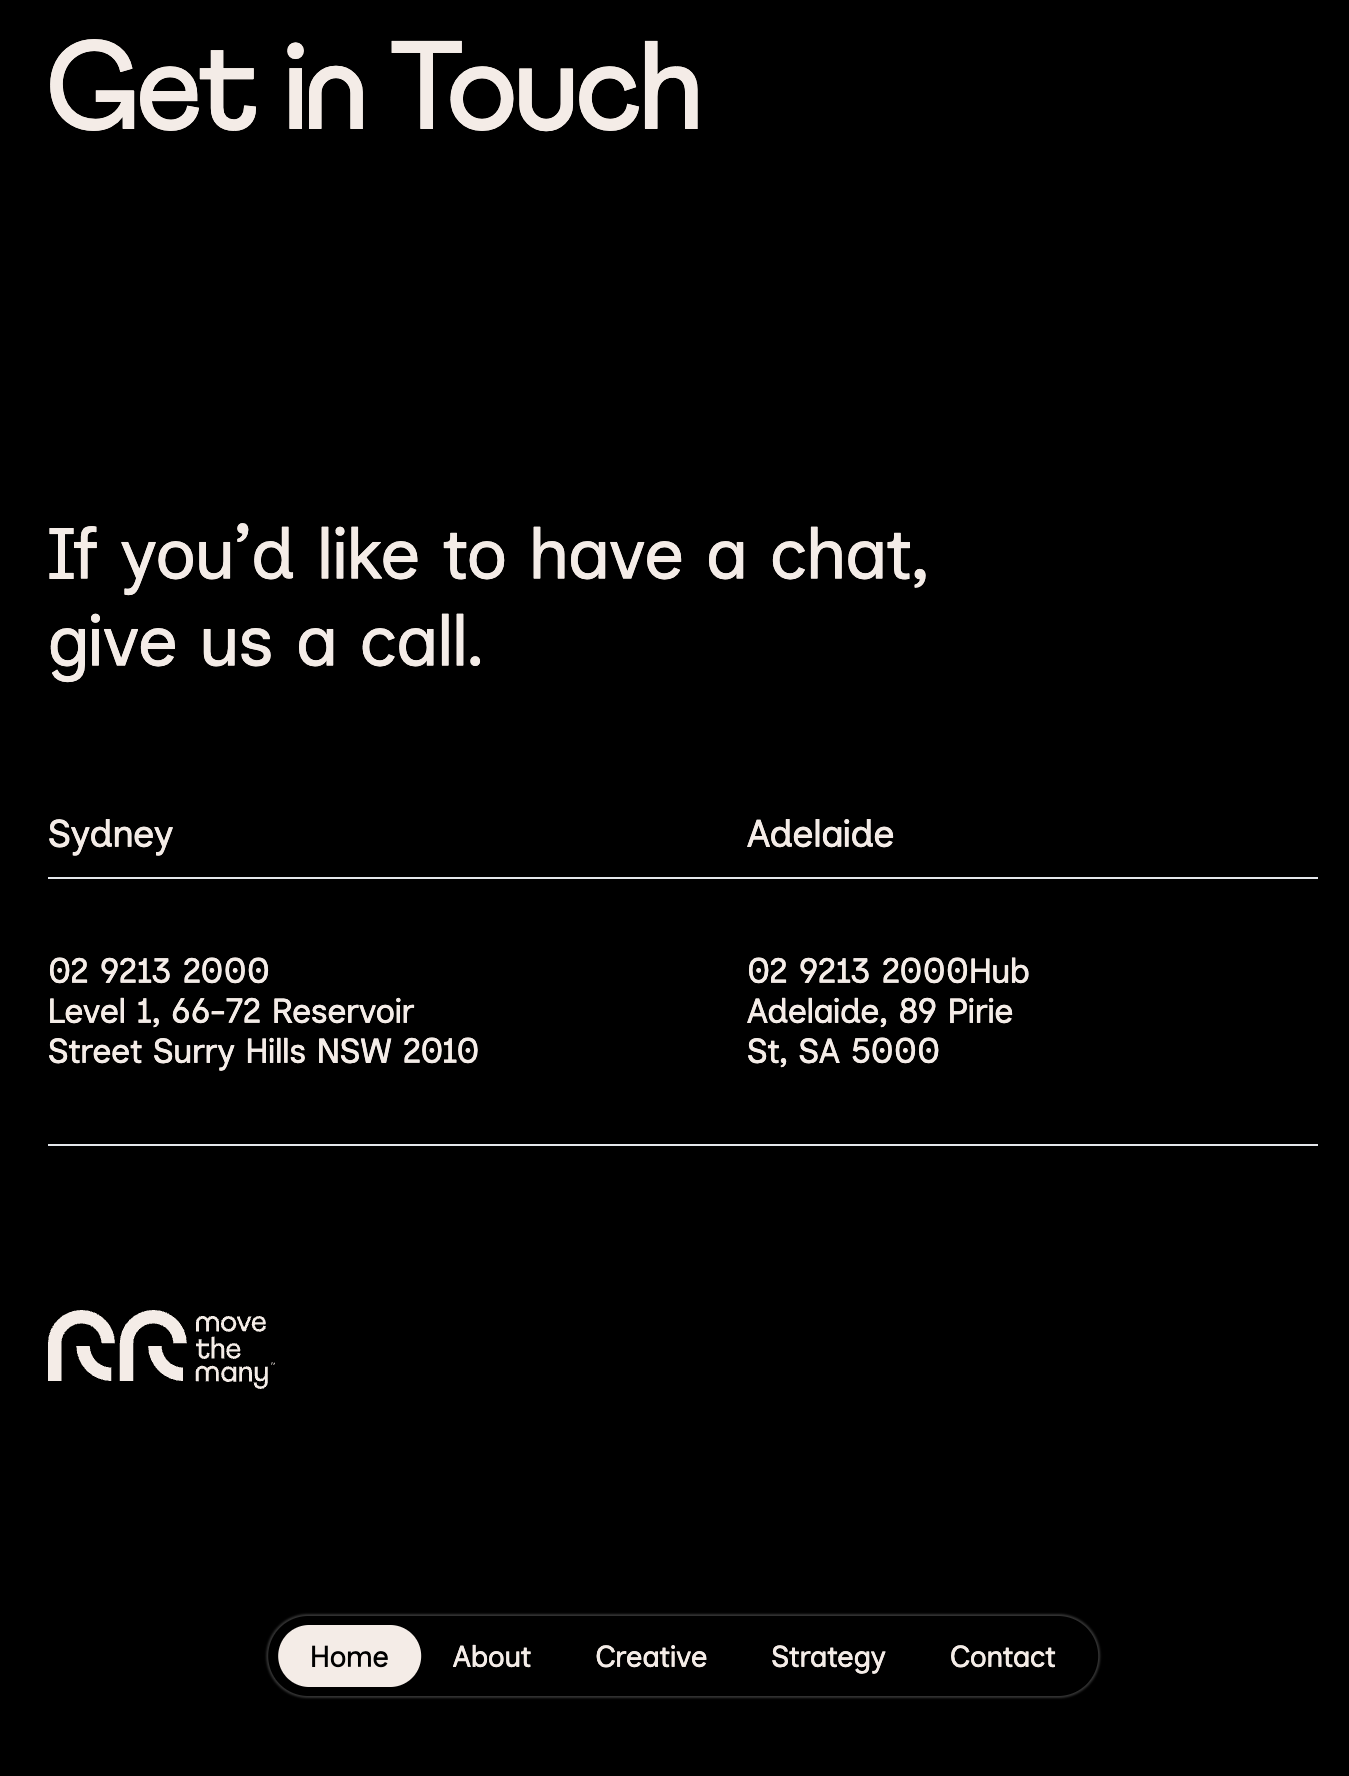 Get in Touch
If you’d like to have a chat,
give us a call.
Sydney
02 9213 2000
Level 1, 66-72 Reservoir
Street Surry Hills NSW 2010
Adelaide
02 9213 2000Hub
Adelaide, 89 Pirie
St, SA 5000
RR
move
the
many™
Home
About
Creative
Strategy
Contact